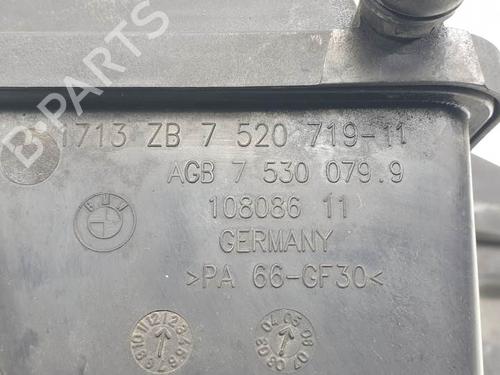 B-PARTS
1713 ZB 7 520 719-11
AGB 7 530 079.9
108086 11
GERMANY
>PA 66-GF30<